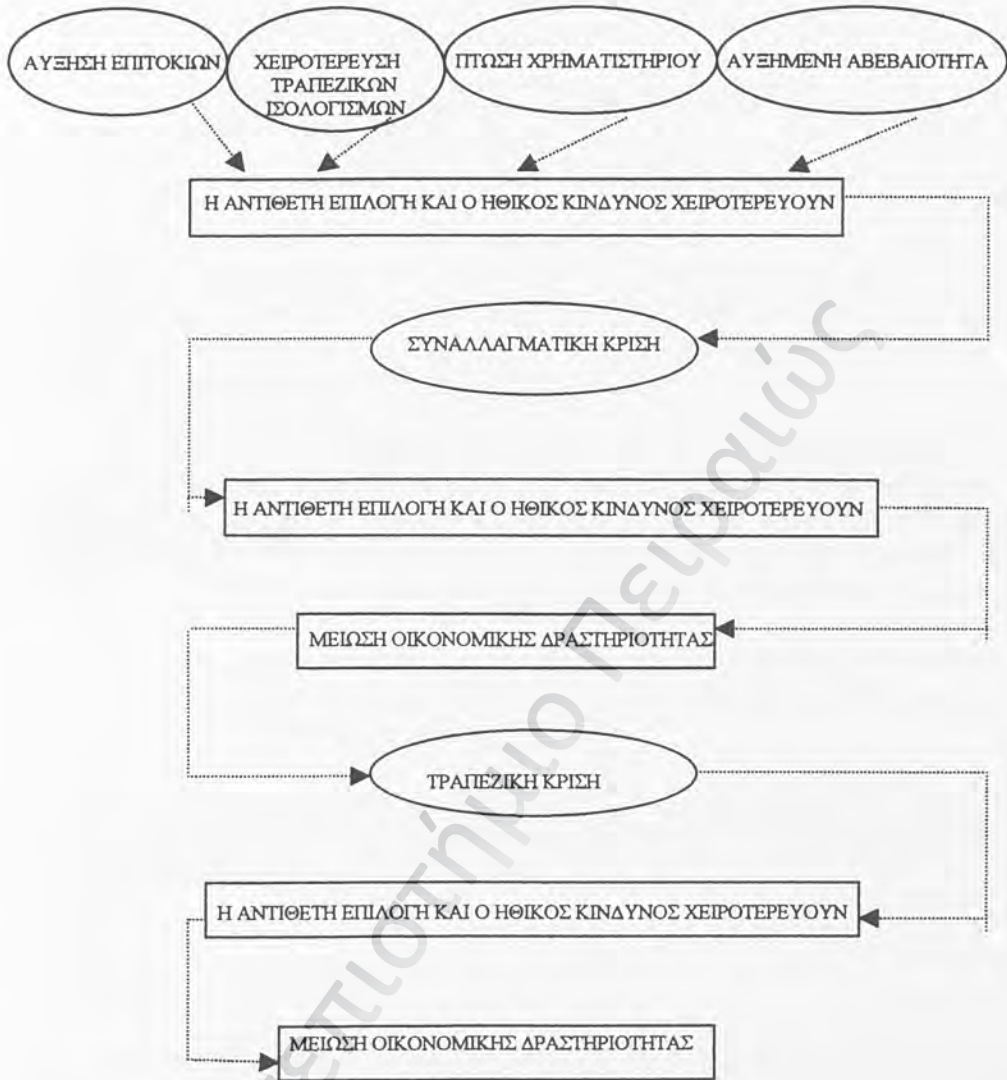 ΑΥΞΗΣΗ ΕΠΙΤΟΚΙΩΝ
ΧΕΙΡΟΤΕΡΕΥΣΗ
ΤΡΑΠΕΖΙΚΩΝ
ΙΣΟΛΟΓΙΣΜΩΝ
ΠΤΩΣΗ ΧΡΗΜΑΤΙΣΤΗΡΙΟΥ
ΑΥΞΗΜΕΝΗ ΑΒΕΒΑΙΟΤΗΤΑ
Η ΑΝΤΙΘΕΤΗ ΕΠΙΛΟΓΗ ΚΑΙ Ο ΗΘΙΚΟΣ ΚΙΝΔΥΝΟΣ ΧΕΙΡΟΤΕΡΕΥΟΥΝ
ΣΥΝΑΛΛΑΓΜΑΤΙΚΗ ΚΡΙΣΗ
Η ΑΝΤΙΘΕΤΗ ΕΠΙΛΟΓΗ ΚΑΙ Ο ΗΘΙΚΟΣ ΚΙΝΔΥΝΟΣ ΧΕΙΡΟΤΕΡΕΥΟΥΝ
ΜΕΙΩΣΗ ΟΙΚΟΝΟΜΙΚΗΣ ΔΡΑΣΤΗΡΙΟΤΗΤΑΣ
ΤΡΑΠΕΖΙΚΗ ΚΡΙΣΗ
Η ΑΝΤΙΘΕΤΗ ΕΠΙΛΟΓΗ ΚΑΙ Ο ΗΘΙΚΟΣ ΚΙΝΔΥΝΟΣ ΧΕΙΡΟΤΕΡΕΥΟΥΝ
ΜΕΙΩΣΗ ΟΙΚΟΝΟΜΙΚΗΣ ΔΡΑΣΤΗΡΙΟΤΗΤΑΣ
Πειραιώς